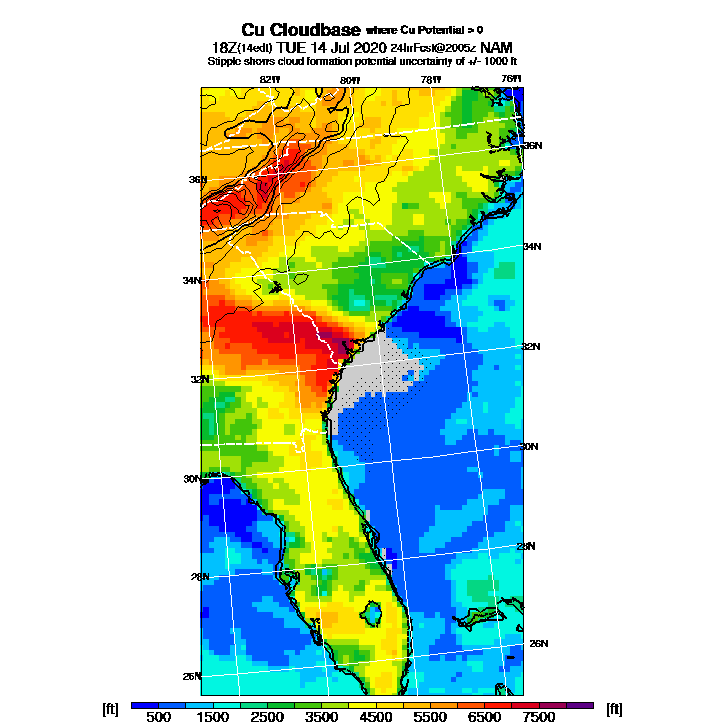 Cu Cloudbase where Cu Potential > 0
18Z(14edt) TUE 14 Jul 2020 24hrFcst@2005z NAM
Stipple shows cloud formation potential uncertainty of +/- 1000 ft
82W 80W 78W 76W
36N 36N
34N 34N
32N 32N
30N 30N
28N 28N
26N 26N
[ft] 500 1500 2500 3500 4500 5500 6500 7500 [ft]